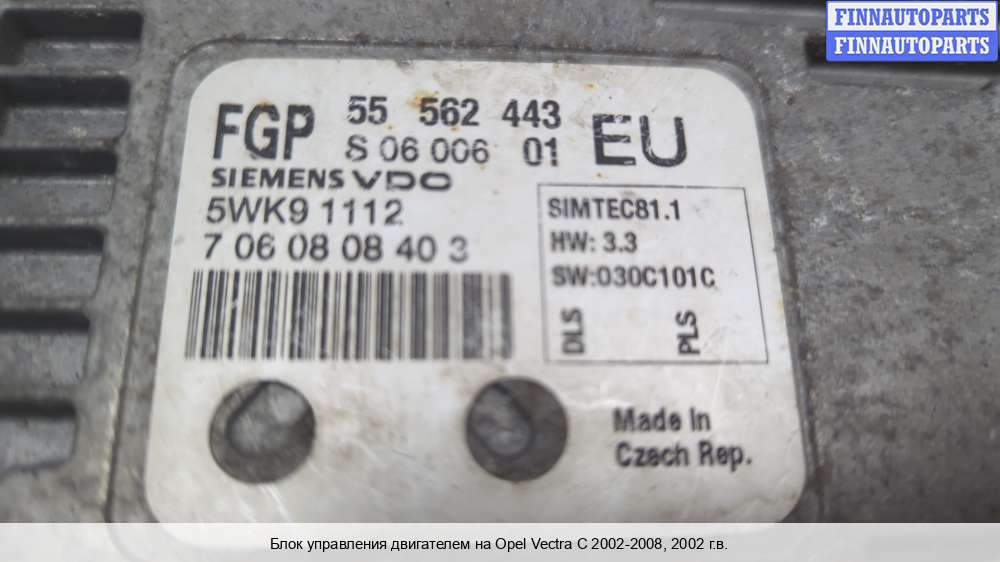 FINNAUTOPARTS
FINNAUTOPARTS
FGP 55 562 443 EU
S 06 006 01
SIEMENS VDO
5WK9 1112
7 06 08 08 40 3
SIMTEC81.1
HW: 3.3
SW:030C101C
DLS PLS
Made in
Czech Rep.
Блок управления двигателем на Opel Vectra C 2002-2008, 2002 г.в.